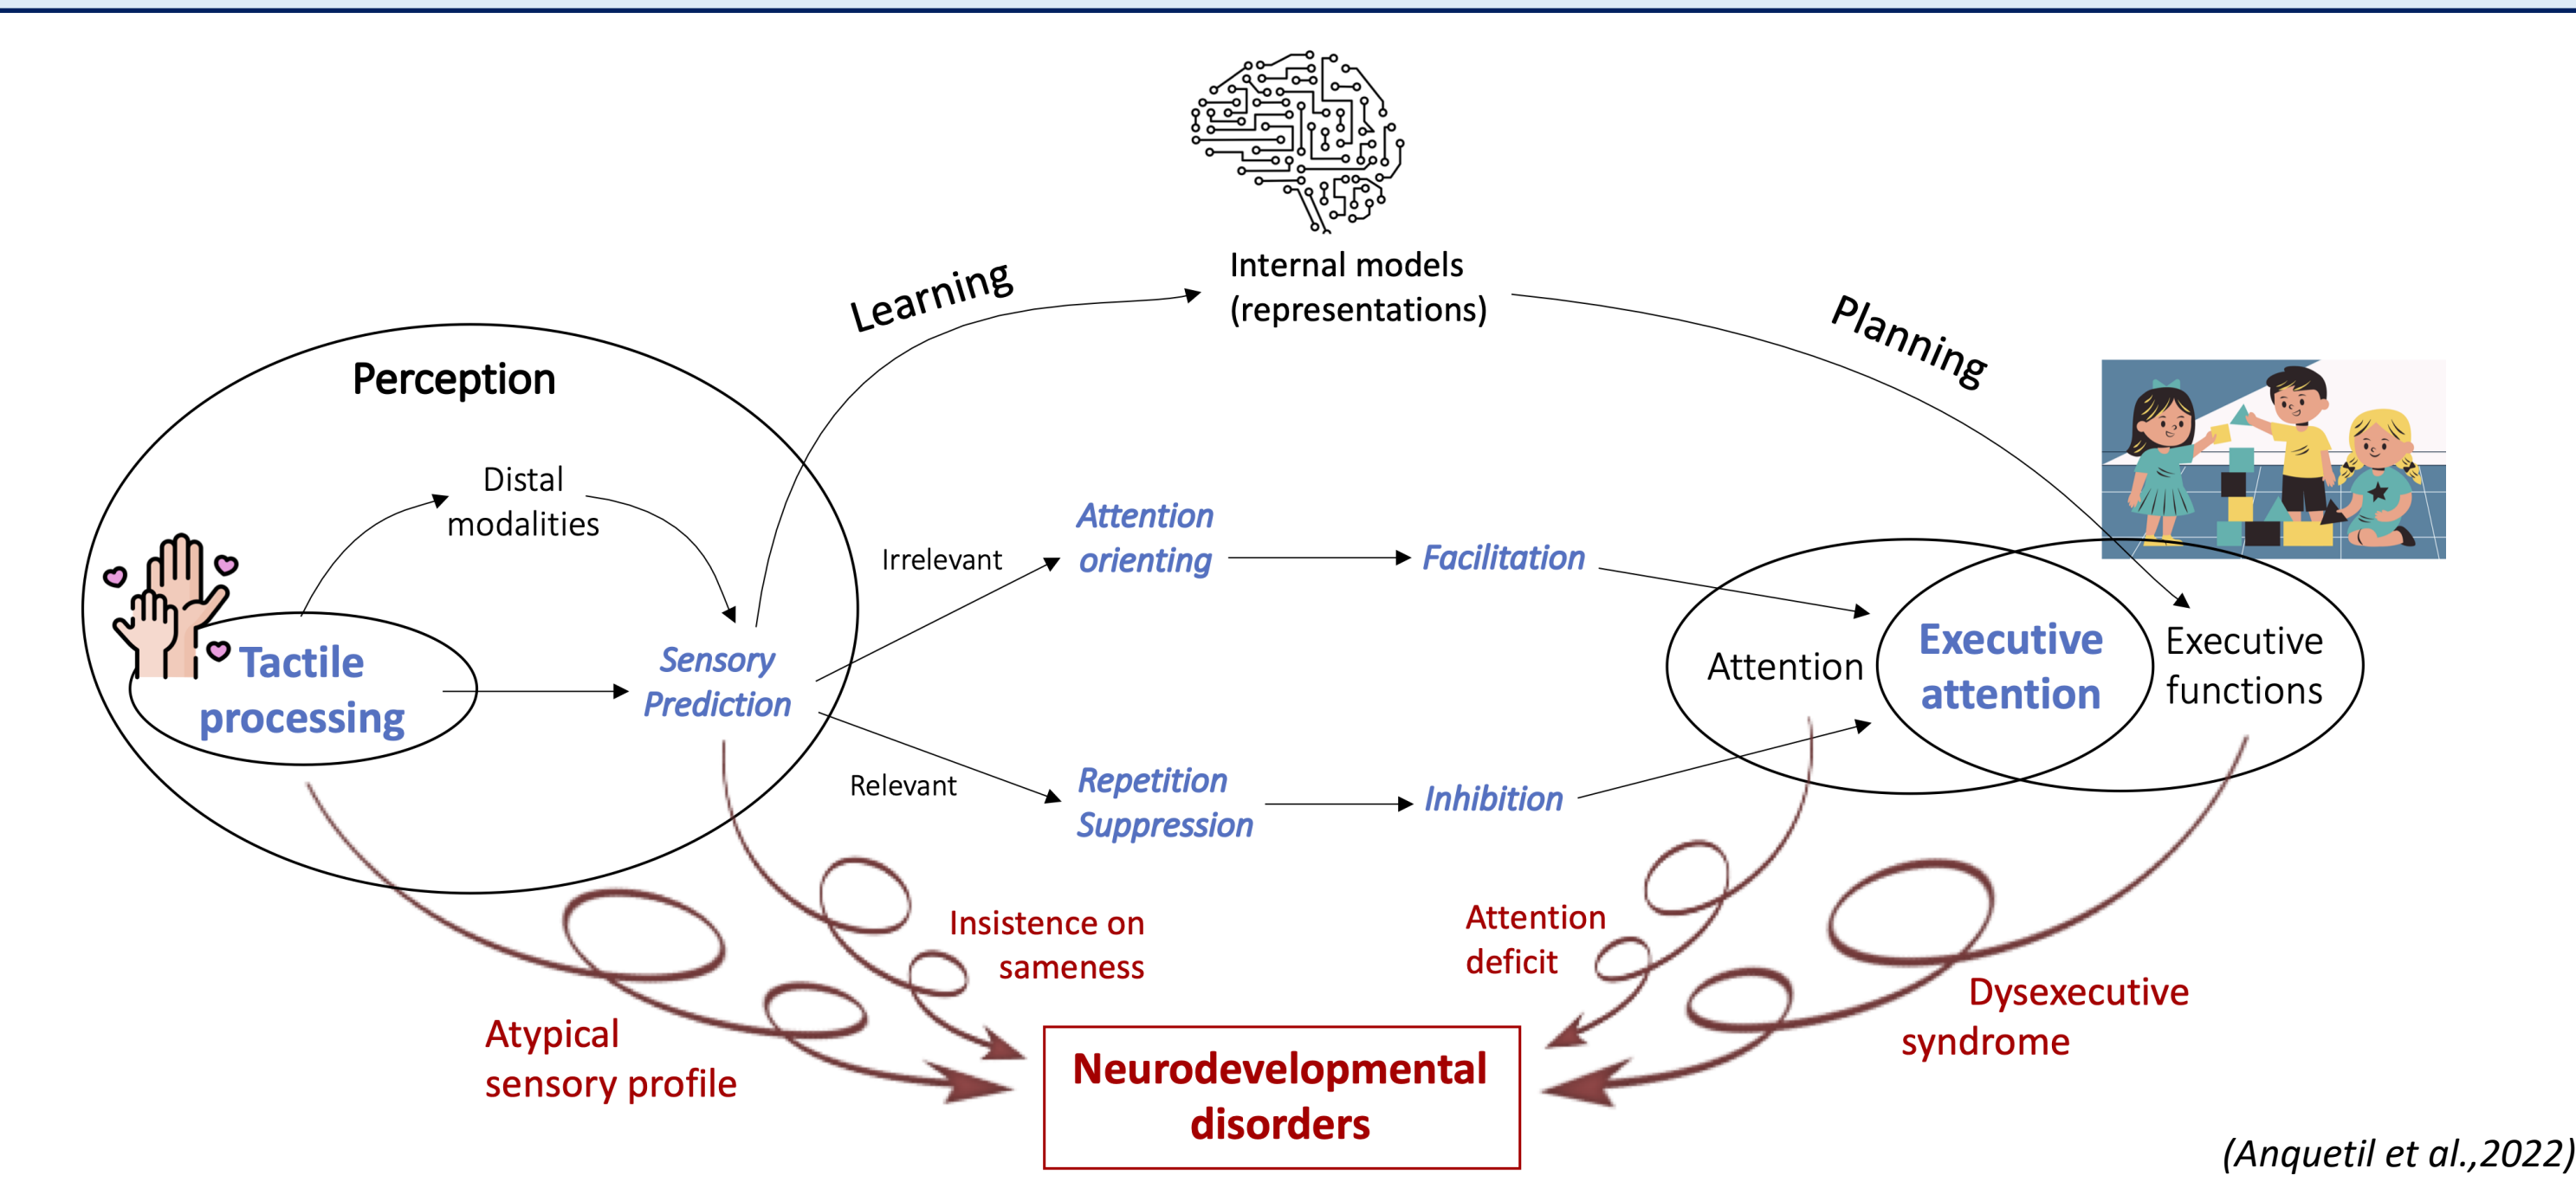 Internal models
(representations)
Learning
Planning
Perception
Distal
modalities
Tactile
processing
Sensory
Prediction
Irrelevant
Relevant
Attention
orienting
Facilitation
Repetition
Suppression
Inhibition
Attention
Executive
attention
Executive
functions
Insistence on
sameness
Atypical
sensory profile
Attention
deficit
Dysexecutive
syndrome
Neurodevelopmental
disorders
(Anquetil et al.,2022)